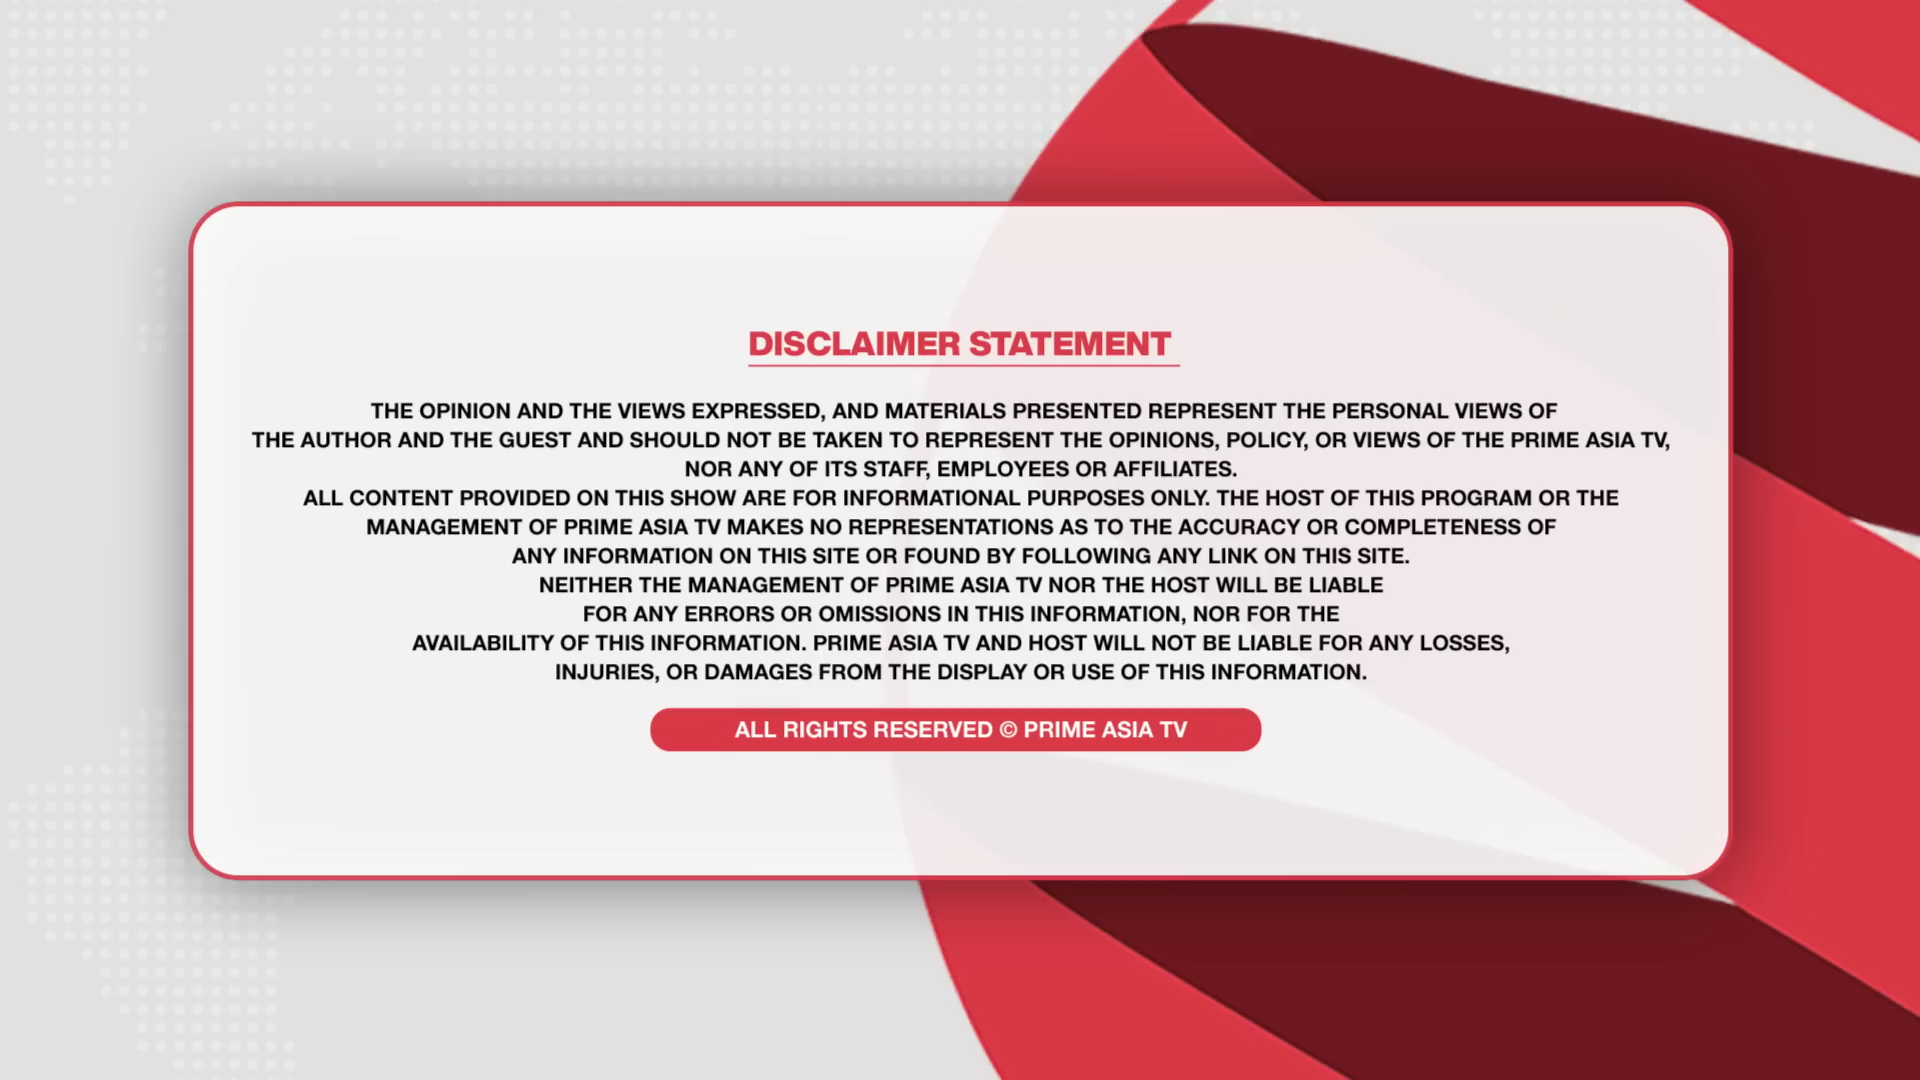 DISCLAIMER STATEMENT
THE OPINION AND THE VIEWS EXPRESSED, AND MATERIALS PRESENTED REPRESENT THE PERSONAL VIEWS OF
THE AUTHOR AND THE GUEST AND SHOULD NOT BE TAKEN TO REPRESENT THE OPINIONS, POLICY, OR VIEWS OF THE PRIME ASIA TV,
NOR ANY OF ITS STAFF, EMPLOYEES OR AFFILIATES.
ALL CONTENT PROVIDED ON THIS SHOW ARE FOR INFORMATIONAL PURPOSES ONLY. THE HOST OF THIS PROGRAM OR THE
MANAGEMENT OF PRIME ASIA TV MAKES NO REPRESENTATIONS AS TO THE ACCURACY OR COMPLETENESS OF
ANY INFORMATION ON THIS SITE OR FOUND BY FOLLOWING ANY LINK ON THIS SITE.
NEITHER THE MANAGEMENT OF PRIME ASIA TV NOR THE HOST WILL BE LIABLE
FOR ANY ERRORS OR OMISSIONS IN THIS INFORMATION, NOR FOR THE
AVAILABILITY OF THIS INFORMATION. PRIME ASIA TV AND HOST WILL NOT BE LIABLE FOR ANY LOSSES,
INJURIES, OR DAMAGES FROM THE DISPLAY OR USE OF THIS INFORMATION.
ALL RIGHTS RESERVED © PRIME ASIA TV